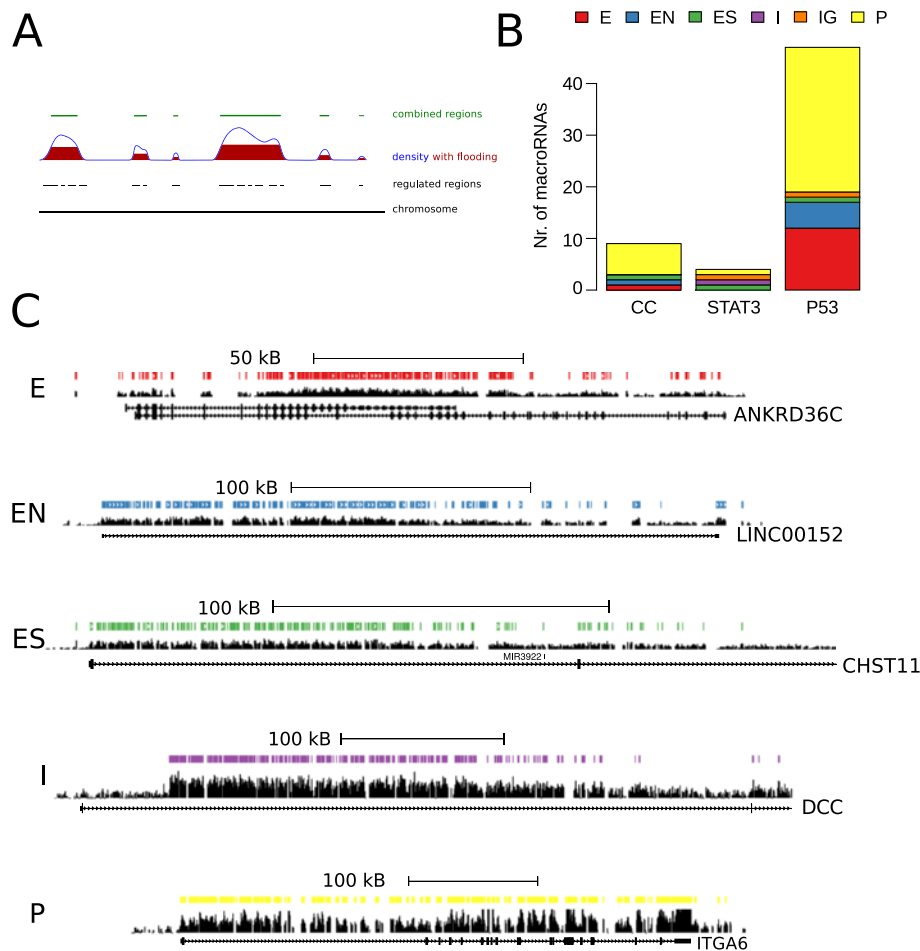 A
combined regions
density with flooding
regulated regions
chromosome
B
E EN ES I IG P
Nr. of macroRNAs
40
30
20
10
0
CC STAT3 P53
C
50 kB
E
ANKRD36C
100 kB
EN
LINC00152
100 kB
ES
MIR3922
CHST11
100 kB
I
DCC
100 kB
P
ITGA6